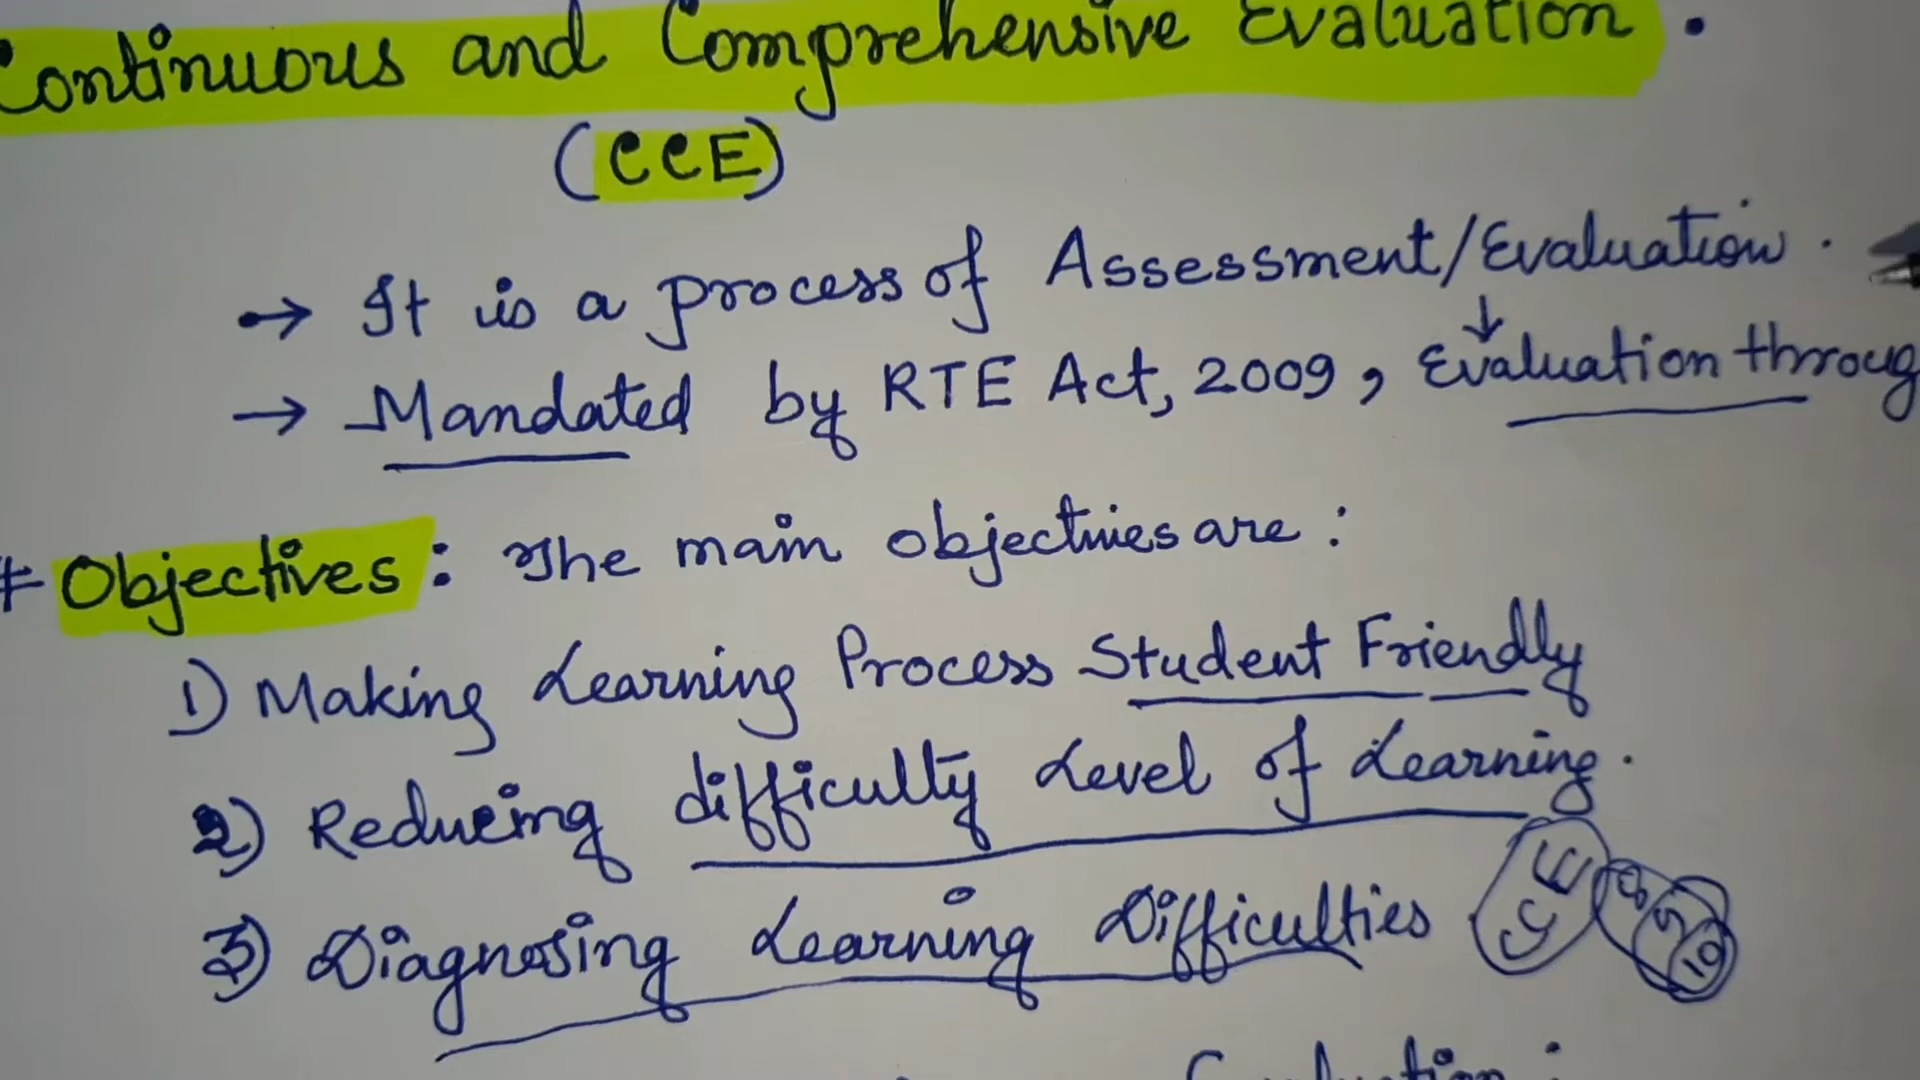 Continuous and Comprehensive Evaluation.
(CCE)
→ It is a process of Assessment/Evaluation.
↓
→ Mandated by RTE Act, 2009, Evaluation throug
# Objectives: The main objectives are:
1) Making Learning Process Student Friendly
2) Reducing difficulty Level of Learning.
3) Diagnosing Learning Difficulties
CCE
10